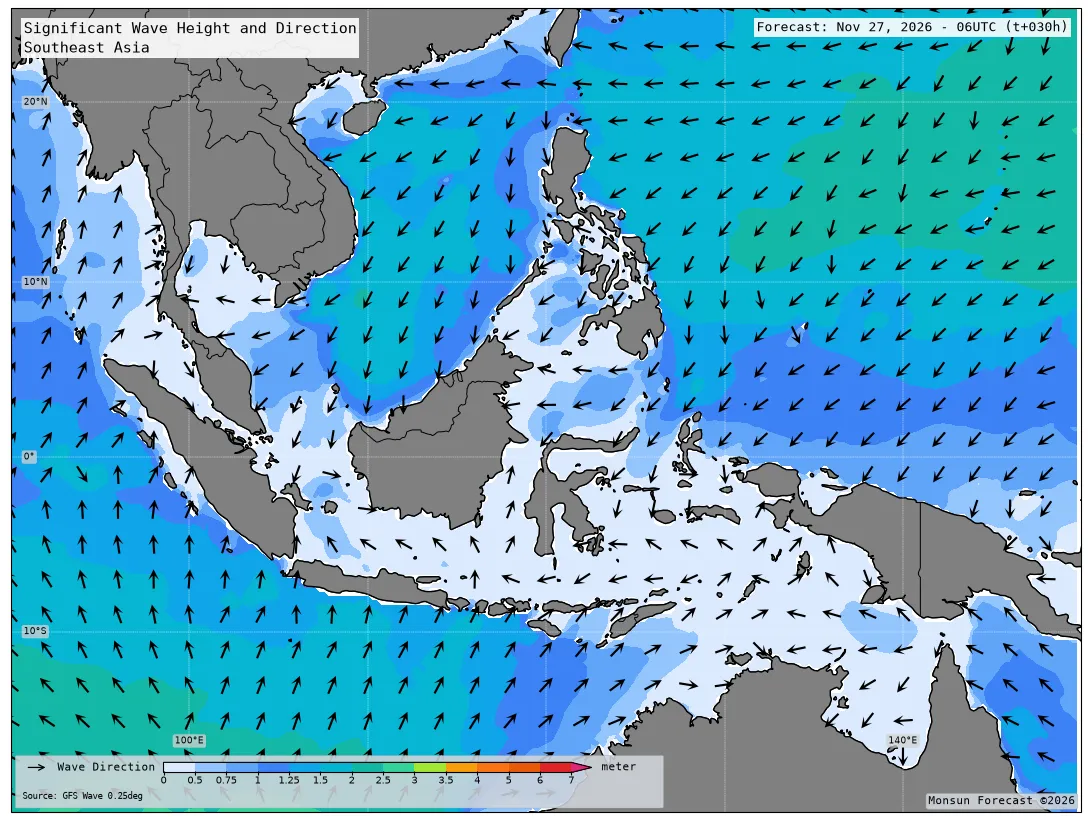 Significant Wave Height and Direction
Southeast Asia
Forecast: Nov 27, 2026 - 06UTC (t+030h)
20°N
10°N
0°
10°S
100°E
140°E
Wave Direction
meter
0 0.5 0.75 1 1.25 1.5 2 2.5 3 3.5 4 5 6 7
Source: GFS Wave 0.25deg
Monsun Forecast ©2026